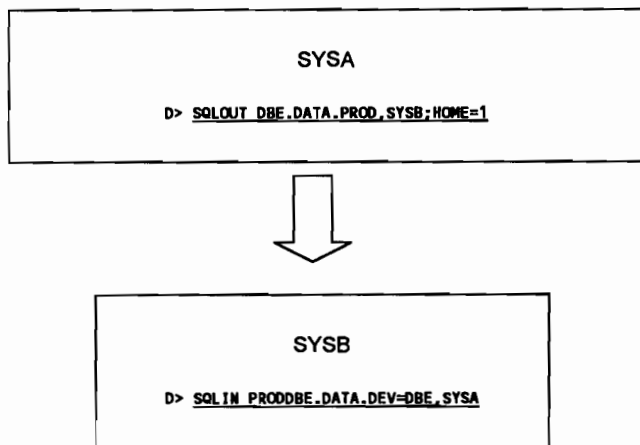 SYSA
D> SQLOUT DBE.DATA.PROD,SYSB;HOME=1
SYSB
D> SQLIN PRODDBE.DATA.DEV=DBE,SYSA